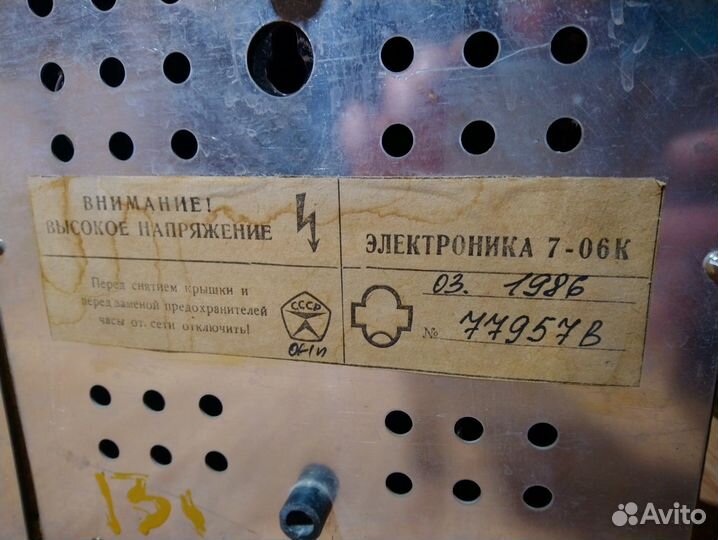 ВНИМАНИЕ!
ВЫСОКОЕ НАПРЯЖЕНИЕ
Перед снятием крышки и
перед заменой предохранителей
часы от сети отключить!
СССР
ЭЛЕКТРОНИКА 7-06К
03. 1986
№ 77957В
Avito